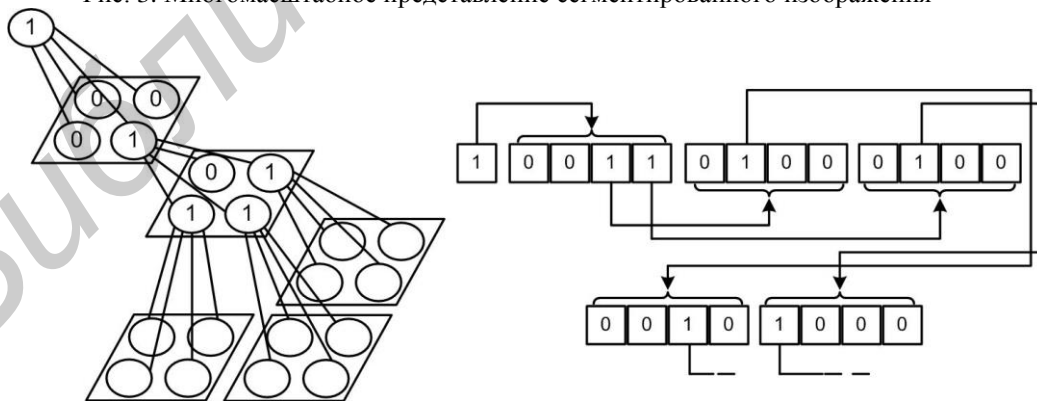 Рис. Многомасштабное представление сегментированного изображения
1
0 0
0 1
0 1
1 1
1 0 0 1 1 0 1 0 0 0 1 0 0
0 0 1 0 1 0 0 0